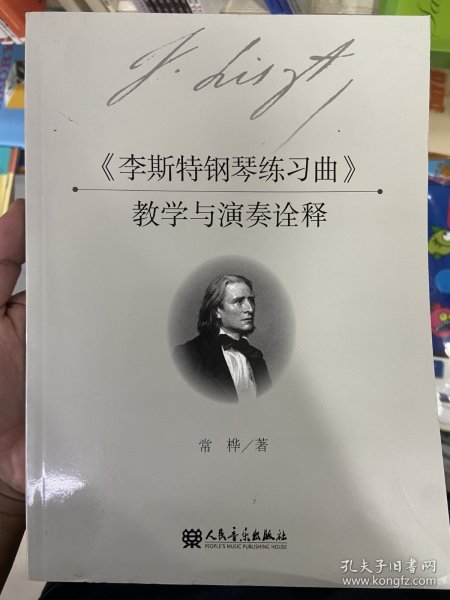 F. Liszt
《李斯特钢琴练习曲》
教学与演奏诠释
常 桦／著
人民音乐出版社
PEOPLE'S MUSIC PUBLISHING HOUSE
孔夫子旧书网
www.kongfz.com